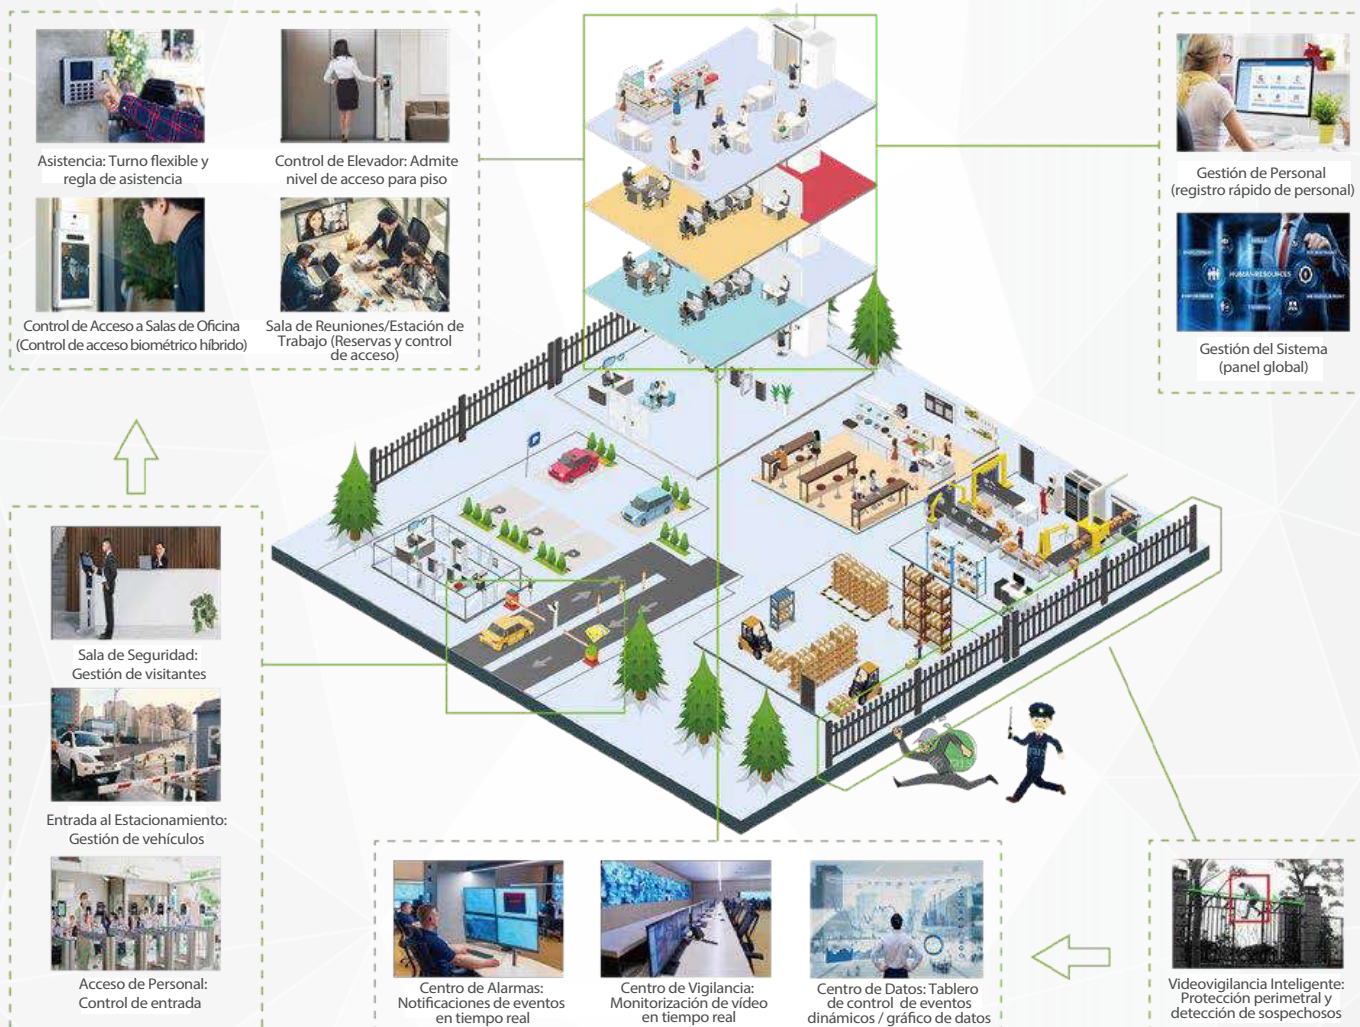 Asistencia: Turno flexible y
regla de asistencia
Control de Elevador: Admite
nivel de acceso para piso
Control de Acceso a Salas de Oficina
(Control de acceso biométrico híbrido)
Sala de Reuniones/Estación de
Trabajo (Reservas y control
de acceso)
Gestión de Personal
(registro rápido de personal)
HUMAN RESOURCES
Gestión del Sistema
(panel global)
Sala de Seguridad:
Gestión de visitantes
Entrada al Estacionamiento:
Gestión de vehículos
Acceso de Personal:
Control de entrada
Centro de Alarmas:
Notificaciones de eventos
en tiempo real
Centro de Vigilancia:
Monitorización de vídeo
en tiempo real
Centro de Datos: Tablero
de control de eventos
dinámicos / gráfico de datos
Videovigilancia Inteligente:
Protección perimetral y
detección de sospechosos